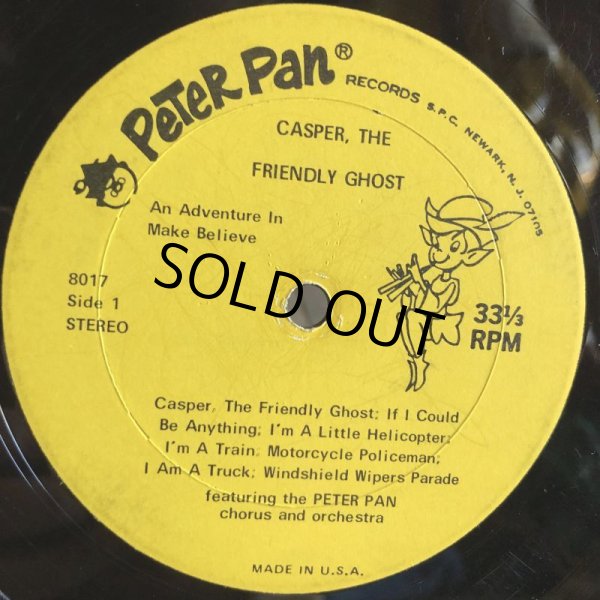 PETER PAN® RECORDS S.P.C. NEWARK, N. J. 07105
CASPER, THE
FRIENDLY GHOST
An Adventure In
Make Believe
8017
Side 1
STEREO
SOLD OUT
33⅓
RPM
Casper, The Friendly Ghost; If I Could
Be Anything; I'm A Little Helicopter;
I'm A Train; Motorcycle Policeman;
I Am A Truck; Windshield Wipers Parade
featuring the PETER PAN
chorus and orchestra
MADE IN U.S.A.